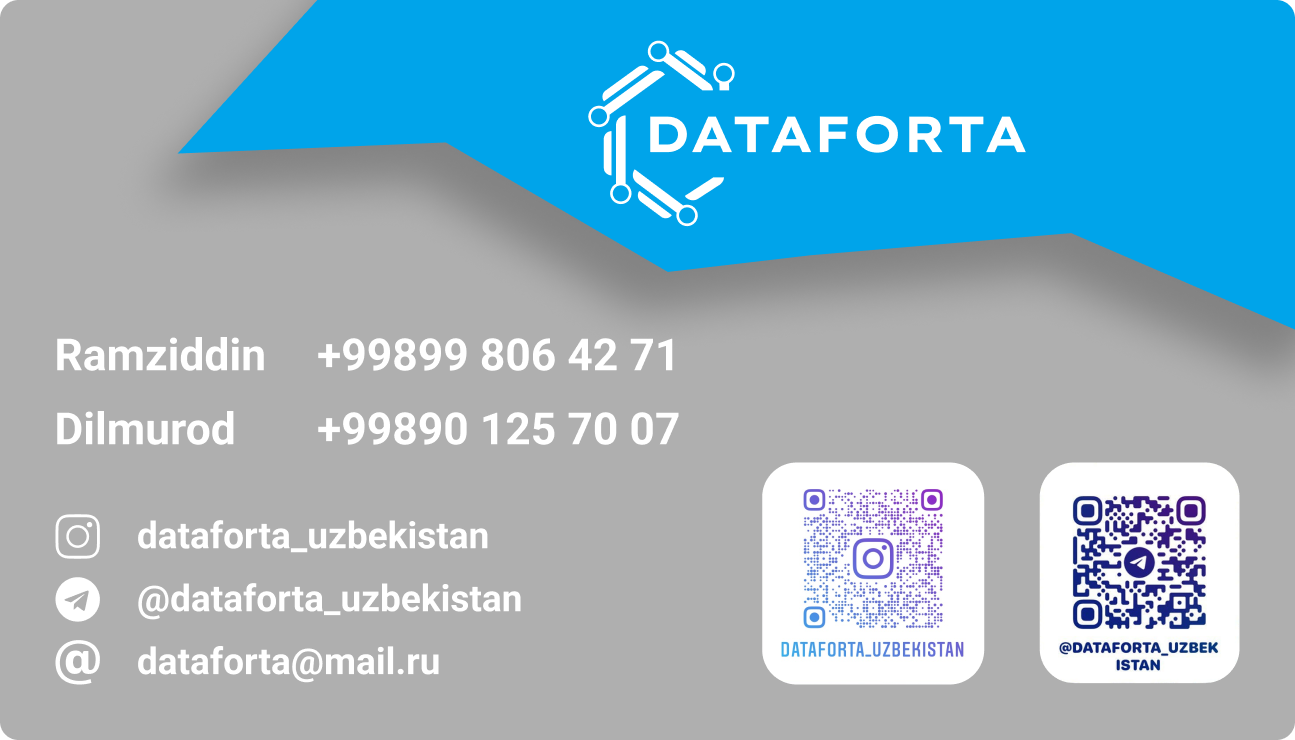 DATAFORTA
Ramziddin +99899 806 42 71
Dilmurod +99890 125 70 07
dataforta_uzbekistan
@dataforta_uzbekistan
dataforta@mail.ru
DATAFORTA_UZBEKISTAN
@DATAFORTA_UZBEK
ISTAN